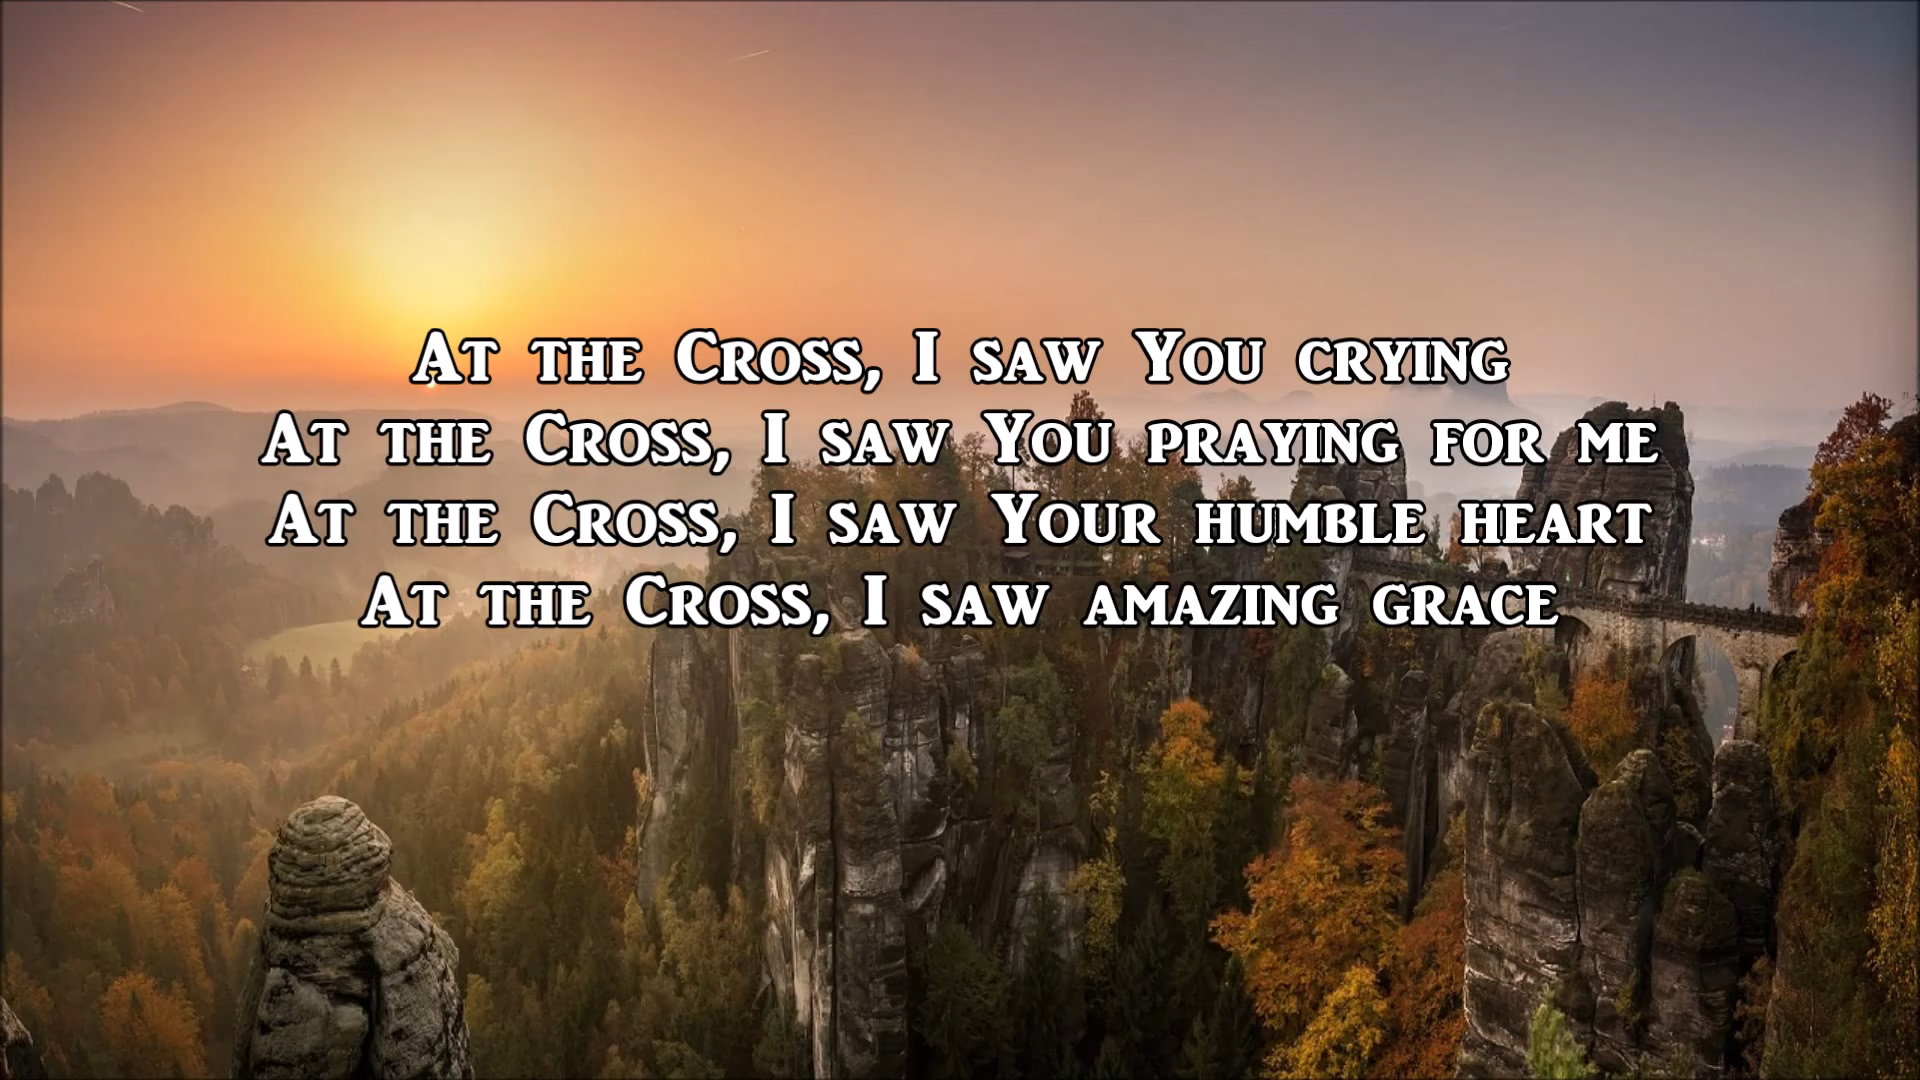 At the Cross, I saw You crying
At the Cross, I saw You praying for me
At the Cross, I saw Your humble heart
At the Cross, I saw amazing grace